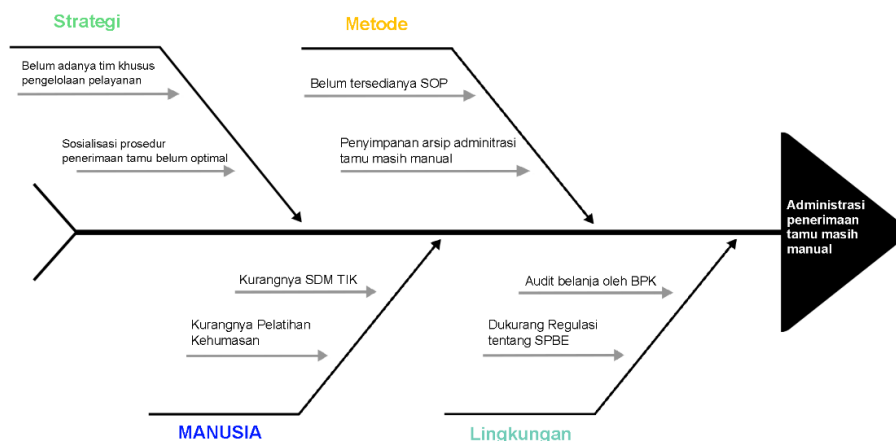 Strategi
Belum adanya tim khusus
pengelolaan pelayanan
Sosialisasi prosedur
penerimaan tamu belum optimal
Metode
Belum tersedianya SOP
Penyimpanan arsip adminitrasi
tamu masih manual
Administrasi
penerimaan
tamu masih
manual
Kurangnya SDM TIK
Kurangnya Pelatihan
Kehumasan
MANUSIA
Audit belanja oleh BPK
Dukurang Regulasi
tentang SPBE
Lingkungan